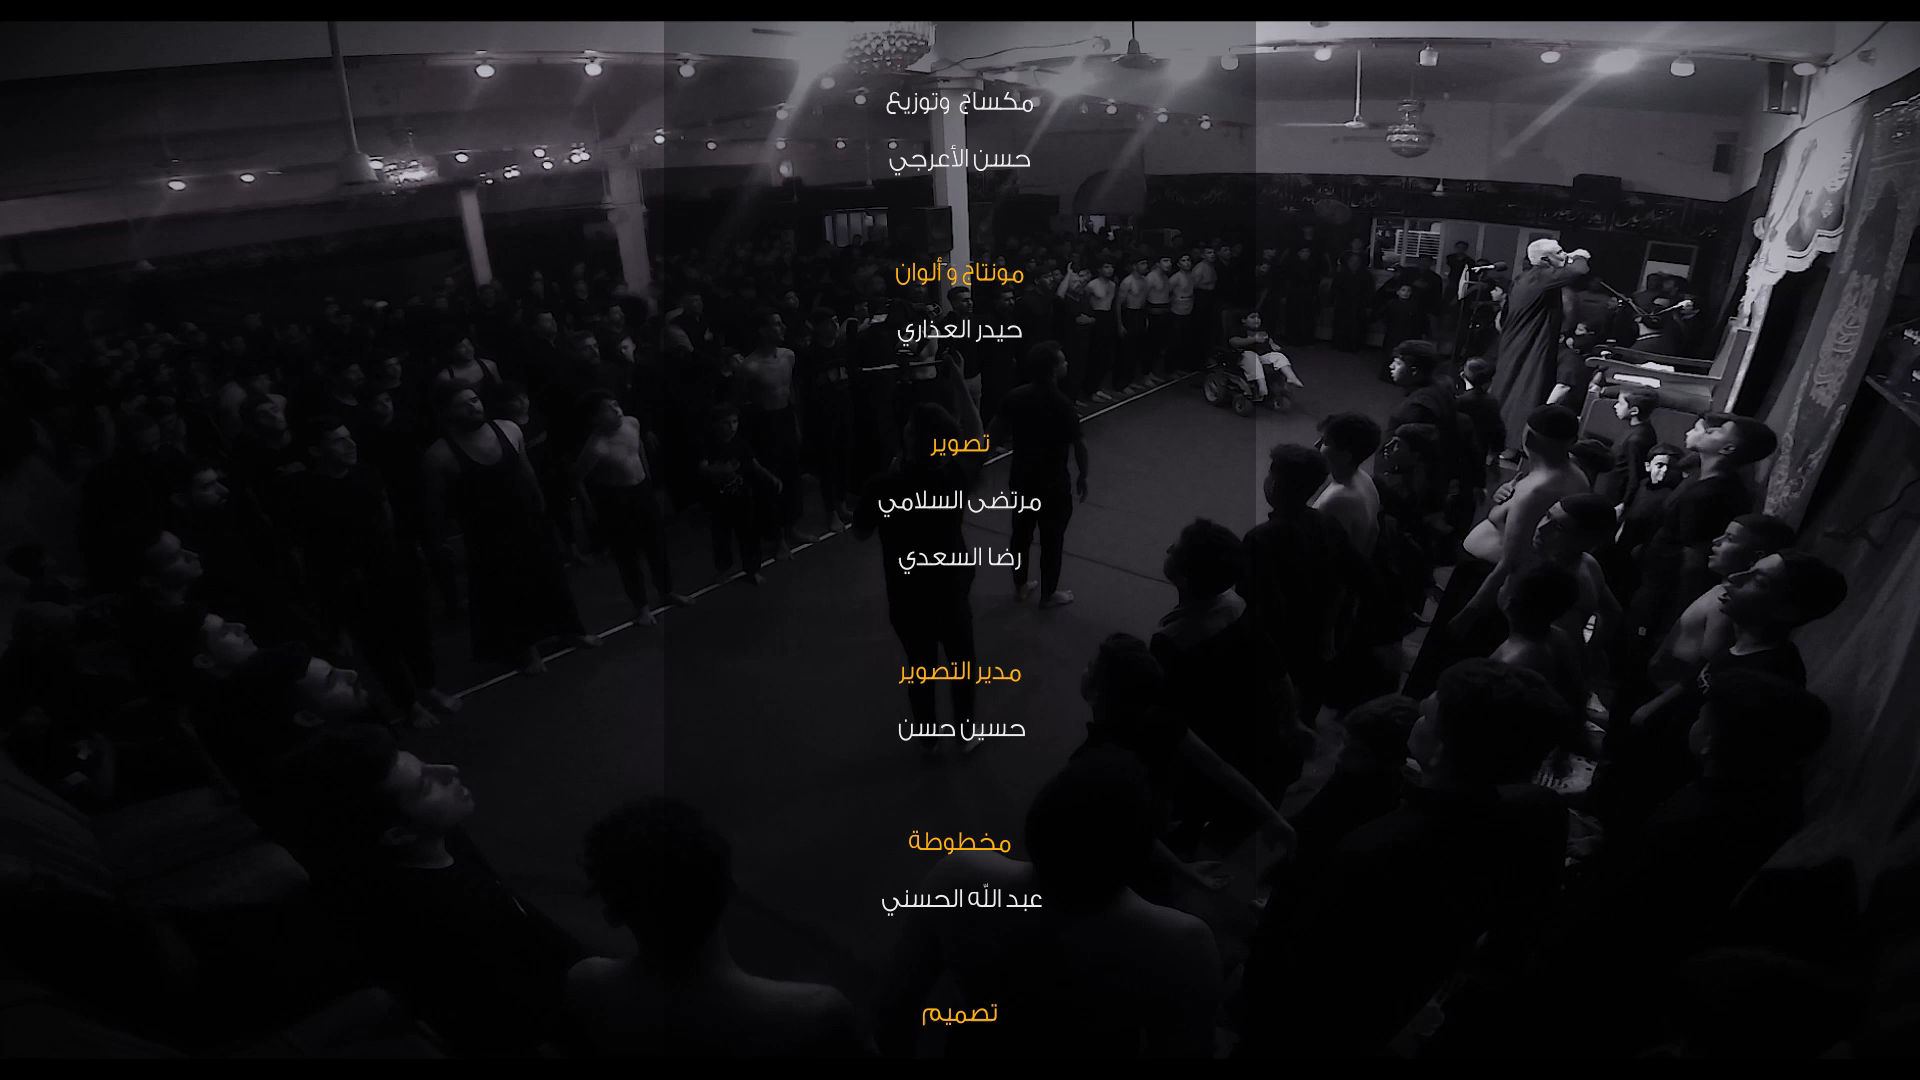 مكساج وتوزيع
حسن الأعرجي
مونتاج و ألوان
حيدر العذاري
تصوير
مرتضى السلامي
رضا السعدي
مدير التصوير
حسين حسن
مخطوطة
عبد الله الحسني
تصميم